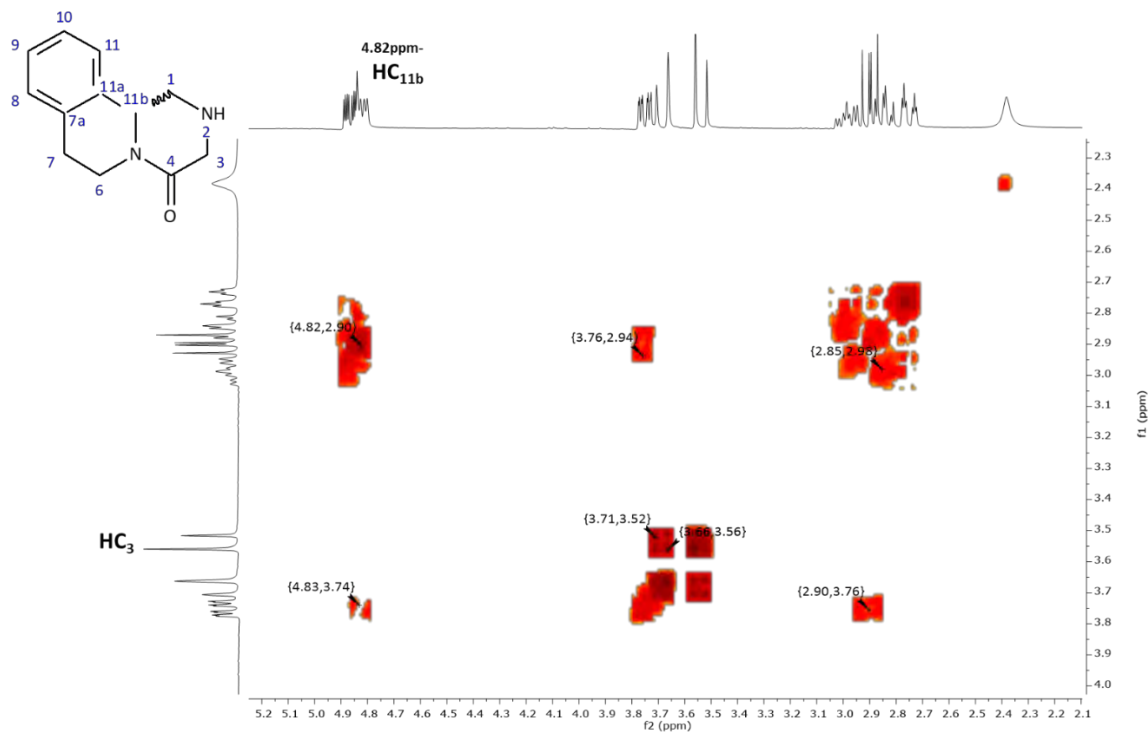 10
9
11
8
11a
1
11b
NH
7a
2
7
N
3
6
4
O
4.82ppm-
HC11b
HC3
{4.82,2.90}
{3.76,2.94}
{2.85,2.98}
{3.71,3.52}
{3.66,3.56}
{4.83,3.74}
{2.90,3.76}
2.3
2.4
2.5
2.6
2.7
2.8
2.9
3.0
3.1
3.2
3.3
3.4
3.5
3.6
3.7
3.8
3.9
4.0
f1 (ppm)
5.2 5.1 5.0 4.9 4.8 4.7 4.6 4.5 4.4 4.3 4.2 4.1 4.0 3.9 3.8 3.7 3.6 3.5 3.4 3.3 3.2 3.1 3.0 2.9 2.8 2.7 2.6 2.5 2.4 2.3 2.2 2.1
f2 (ppm)